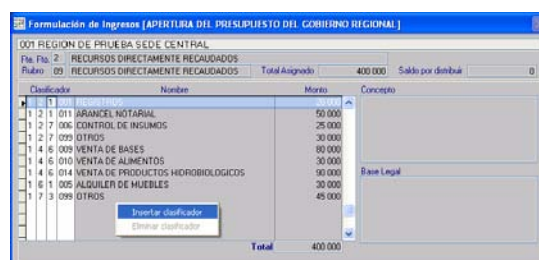 Formulación de Ingresos [APERTURA DEL PRESUPUESTO DEL GOBIERNO REGIONAL]
001 REGION DE PRUEBA SEDE CENTRAL
Fte. Fto. 2 RECURSOS DIRECTAMENTE RECAUDADOS
Rubro 09 RECURSOS DIRECTAMENTE RECAUDADOS Total Asignado 400 000 Saldo por distribuir 0
Clasificador Nombre Monto Concepto
1 2 1 001 REGISTROS 20 000
1 2 1 011 ARANCEL NOTARIAL 50 000
1 2 7 006 CONTROL DE INSUMOS 25 000
1 2 7 099 OTROS 30 000
1 4 6 009 VENTA DE BASES 80 000
1 4 6 010 VENTA DE ALIMENTOS 30 000
1 4 6 014 VENTA DE PRODUCTOS HIDROBIOLOGICOS 90 000 Base Legal
1 6 1 005 ALQUILER DE MUEBLES 30 000
1 7 3 099 OTROS 45 000
Insertar clasificador
Eliminar clasificador
Total 400 000